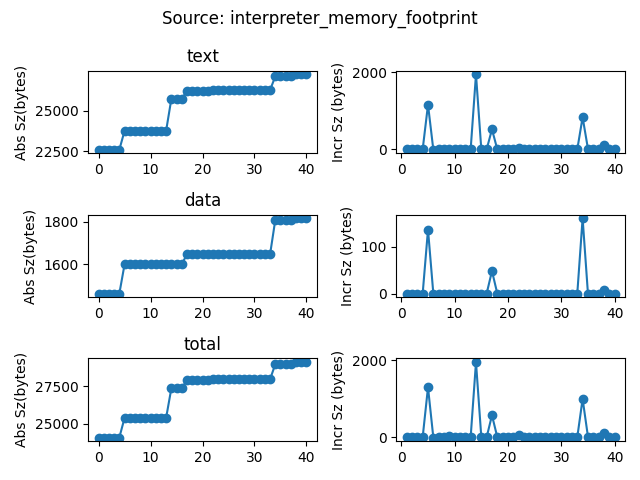 Source: interpreter_memory_footprint
text
Abs Sz(bytes)
25000
22500
0 10 20 30 40
Incr Sz (bytes)
2000
0
0 10 20 30 40
data
Abs Sz(bytes)
1800
1600
0 10 20 30 40
Incr Sz (bytes)
100
0
0 10 20 30 40
total
Abs Sz(bytes)
27500
25000
0 10 20 30 40
Incr Sz (bytes)
2000
0
0 10 20 30 40